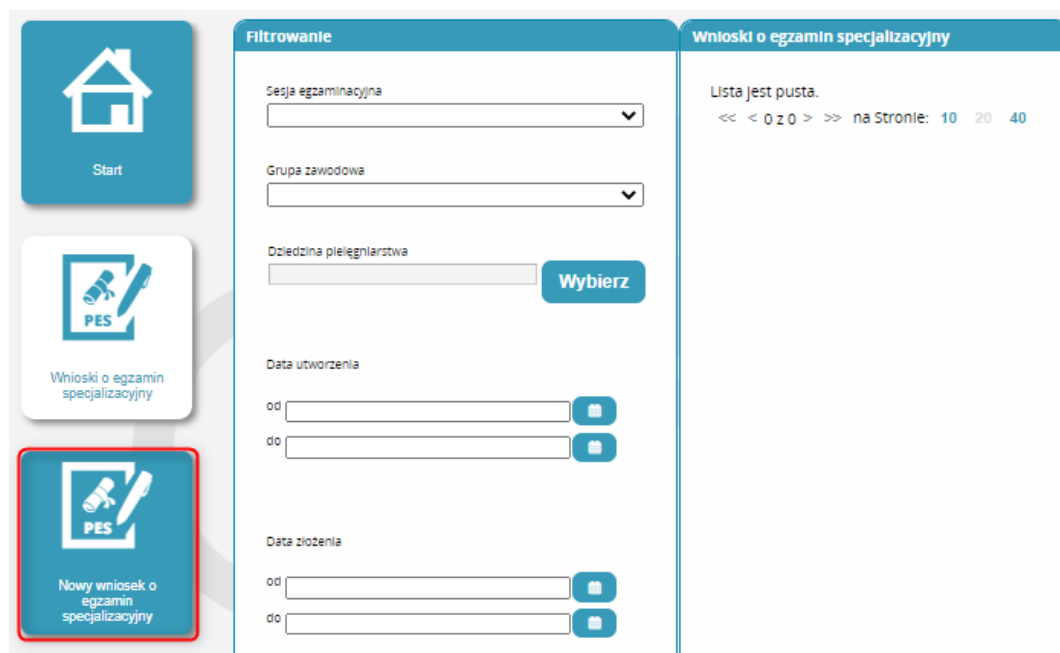 Start
PES
Wnioski o egzamin
specjalizacyjny
PES
Nowy wniosek o
egzamin
specjalizacyjny
Filtrowanie
Sesja egzaminacyjna
Grupa zawodowa
Dziedzina pielęgniarstwa
Wybierz
Data utworzenia
od
do
Data złożenia
od
do
Wnioski o egzamin specjalizacyjny
Lista jest pusta.
<< < 0 z 0 > >> na Stronie: 10 20 40